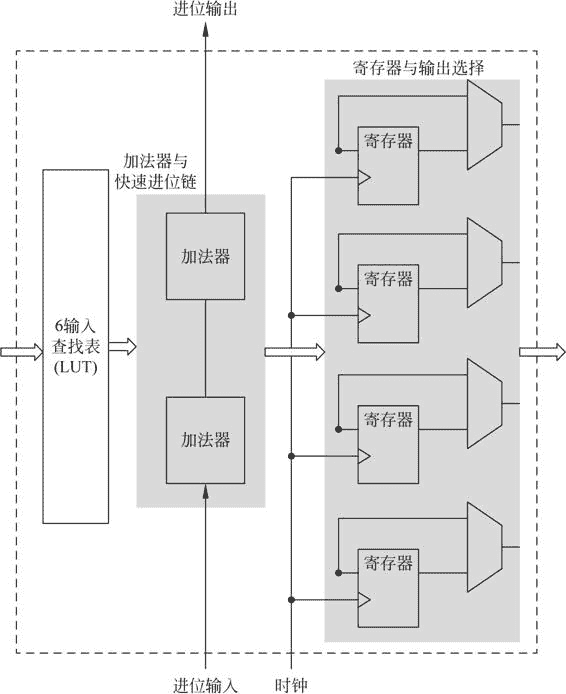 进位输出
寄存器与输出选择
寄存器
加法器与
快速进位链
加法器
寄存器
6输入
查找表
(LUT)
加法器
寄存器
寄存器
进位输入
时钟